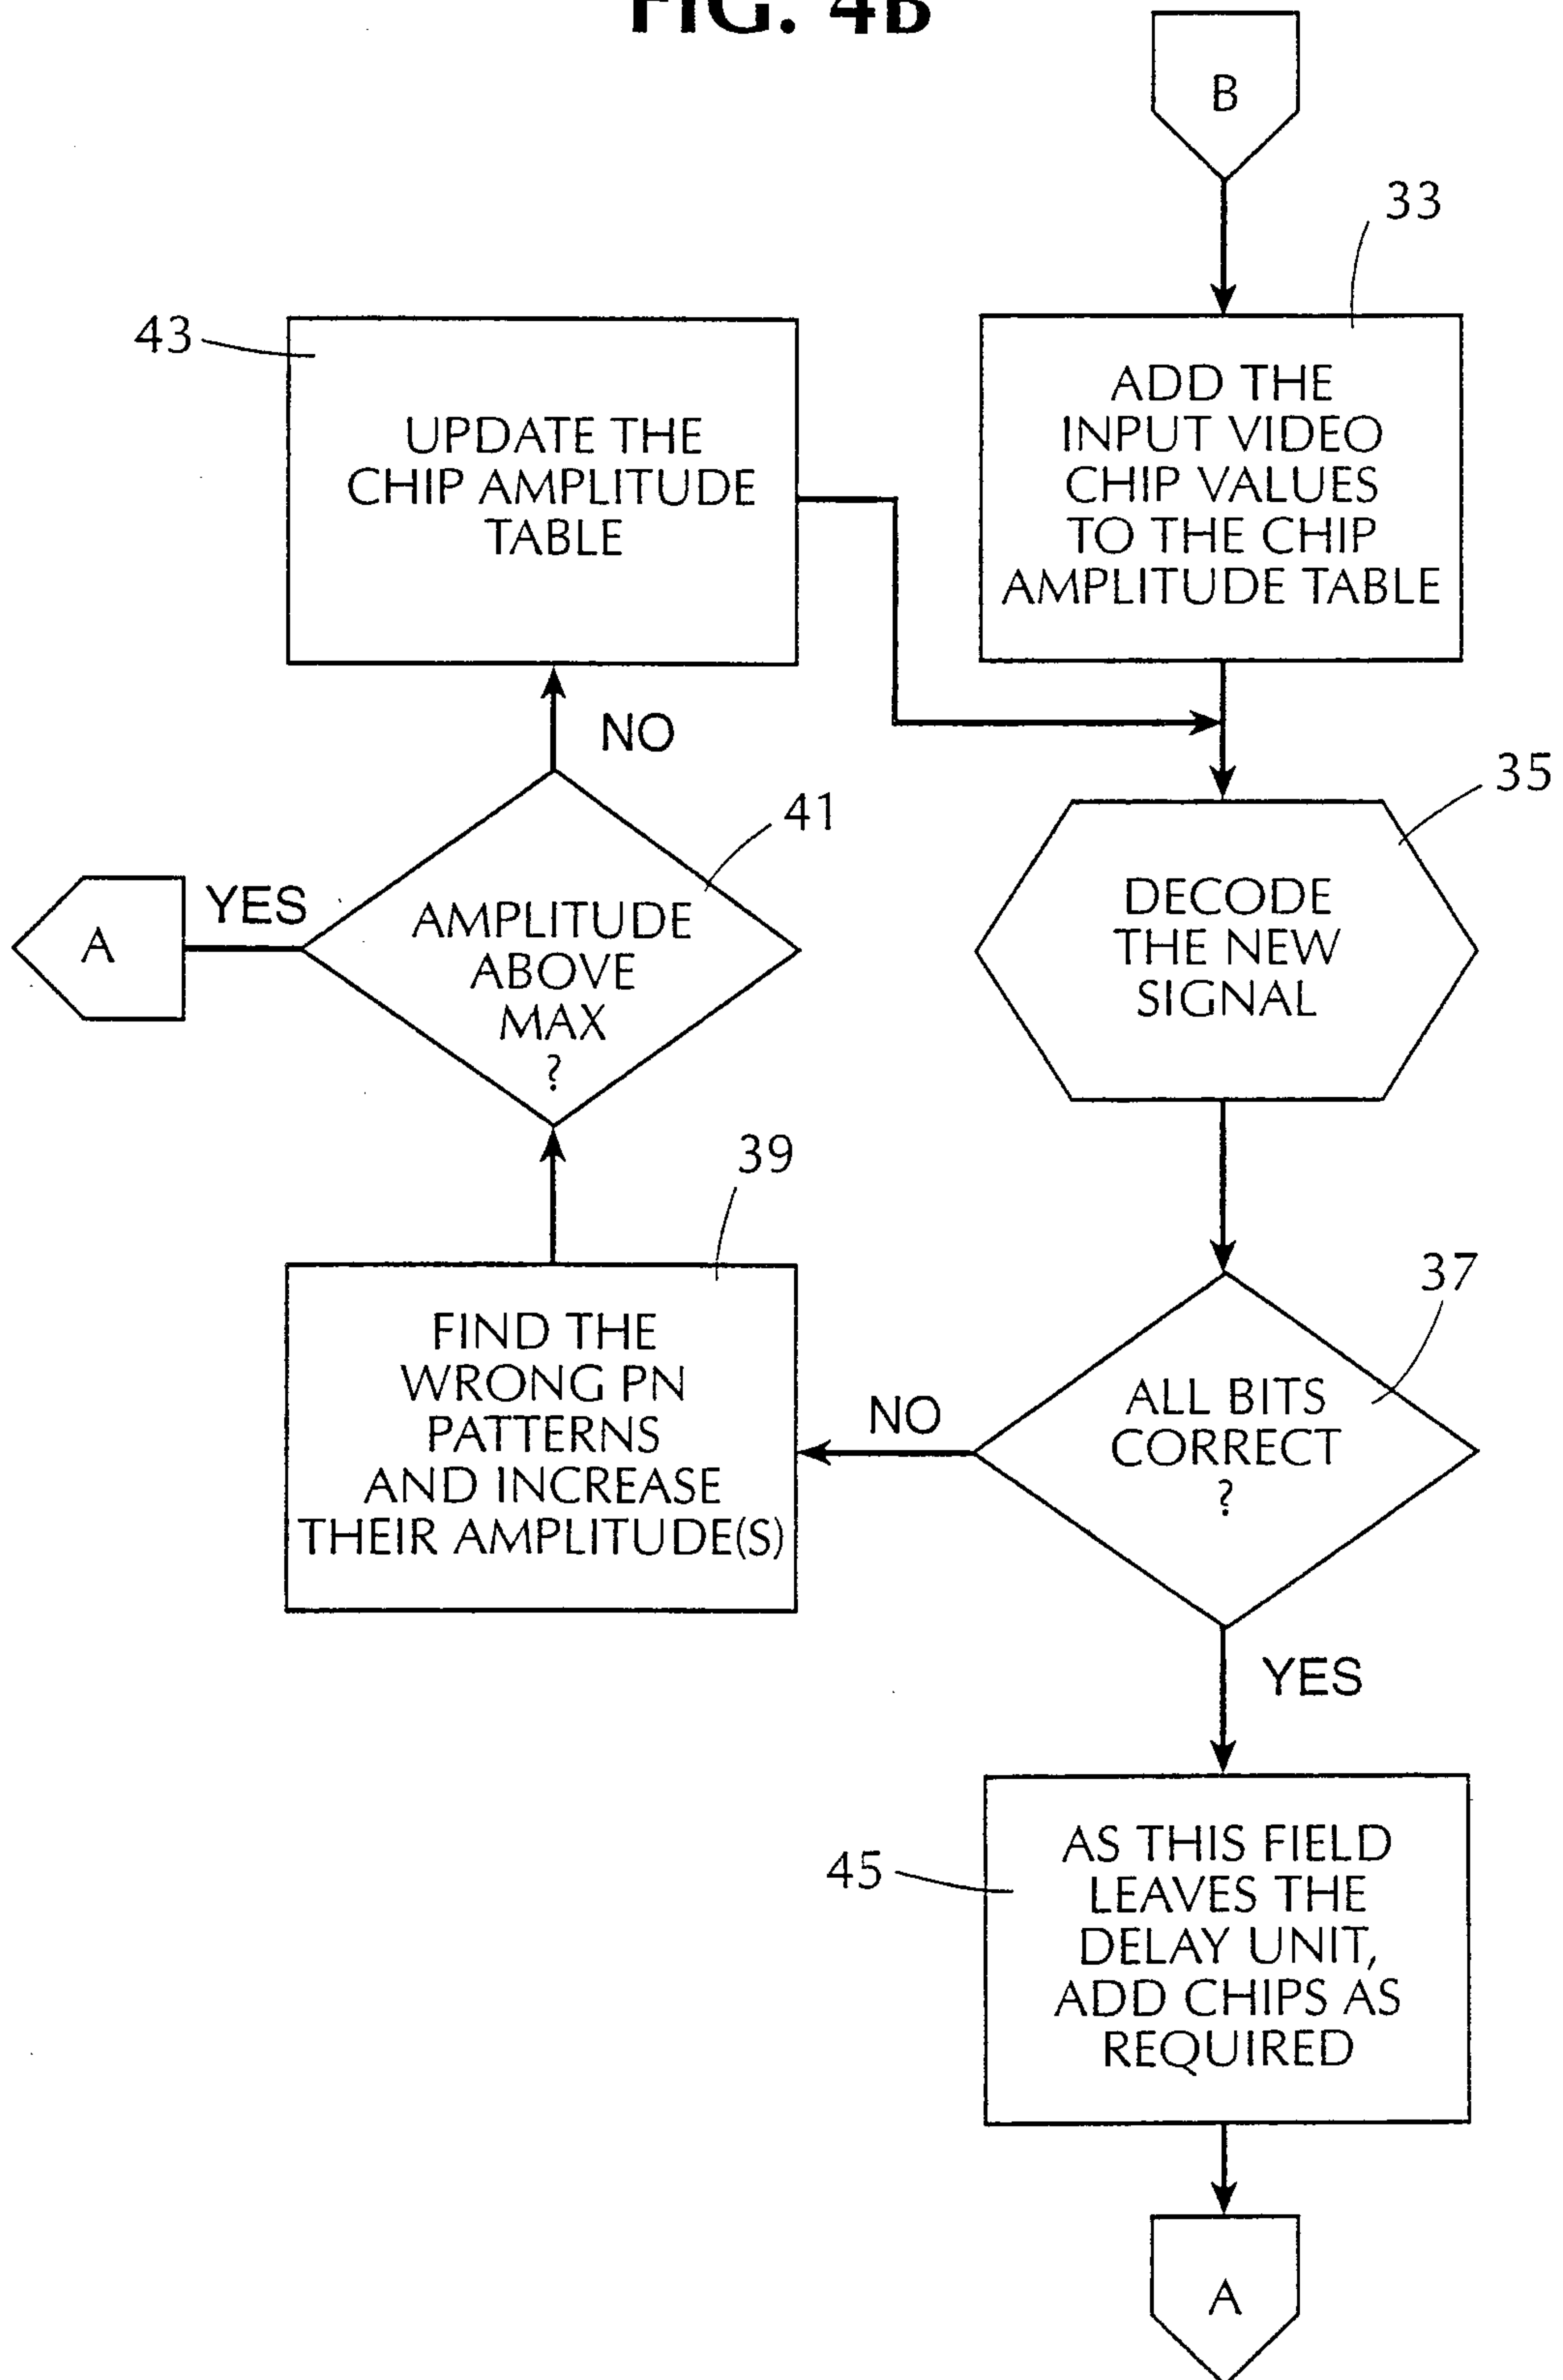 FIG. 4B
B
33
ADD THE
INPUT VIDEO
CHIP VALUES
TO THE CHIP
AMPLITUDE TABLE
43
UPDATE THE
CHIP AMPLITUDE
TABLE
NO
35
DECODE
THE NEW
SIGNAL
41
AMPLITUDE
ABOVE
MAX
?
YES
A
39
FIND THE
WRONG PN
PATTERNS
AND INCREASE
THEIR AMPLITUDE(S)
NO
37
ALL BITS
CORRECT
?
YES
45
AS THIS FIELD
LEAVES THE
DELAY UNIT,
ADD CHIPS AS
REQUIRED
A